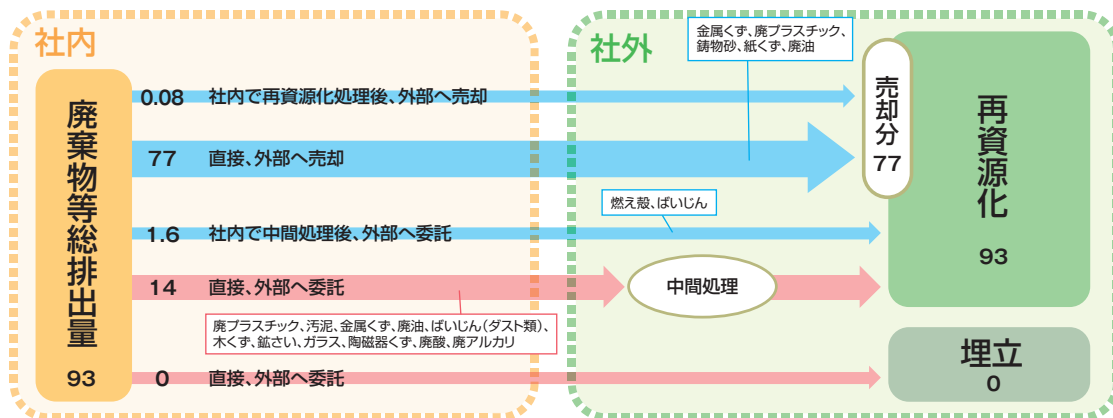 社内
社外
金属くず、廃プラスチック、
鋳物砂、紙くず、廃油
廃棄物等総排出量
93
0.08 社内で再資源化処理後、外部へ売却
77 直接、外部へ売却
売却分
77
再資源化
93
燃え殻、ばいじん
1.6 社内で中間処理後、外部へ委託
14 直接、外部へ委託
中間処理
廃プラスチック、汚泥、金属くず、廃油、ばいじん(ダスト類)、
木くず、鉱さい、ガラス、陶磁器くず、廃酸、廃アルカリ
0 直接、外部へ委託
埋立
0